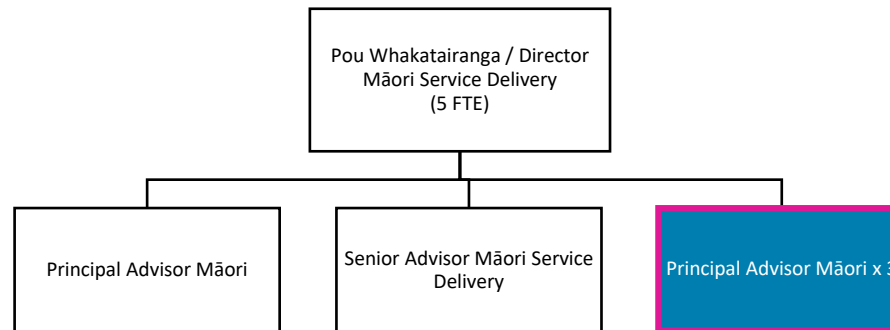 Pou Whakatairanga / Director
Māori Service Delivery
(5 FTE)
Principal Advisor Māori
Senior Advisor Māori Service
Delivery
Principal Advisor Māori x 3